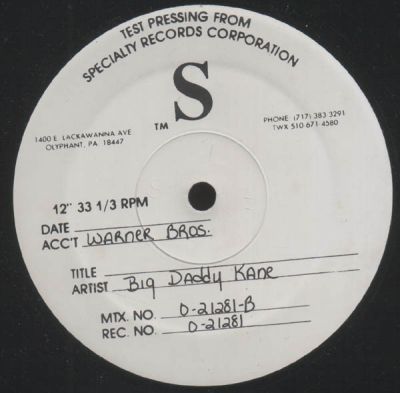 TEST PRESSING FROM
SPECIALTY RECORDS CORPORATION
S
TM
1400 E. LACKAWANNA AVE
OLYPHANT, PA 18447
PHONE (717) 383 3291
TWX 510 671 4580
12" 33 1/3 RPM
DATE
ACC'T WARNER BROS.
TITLE
ARTIST Big Daddy Kane
MTX. NO. 0-21281-B
REC. NO. 0-21281